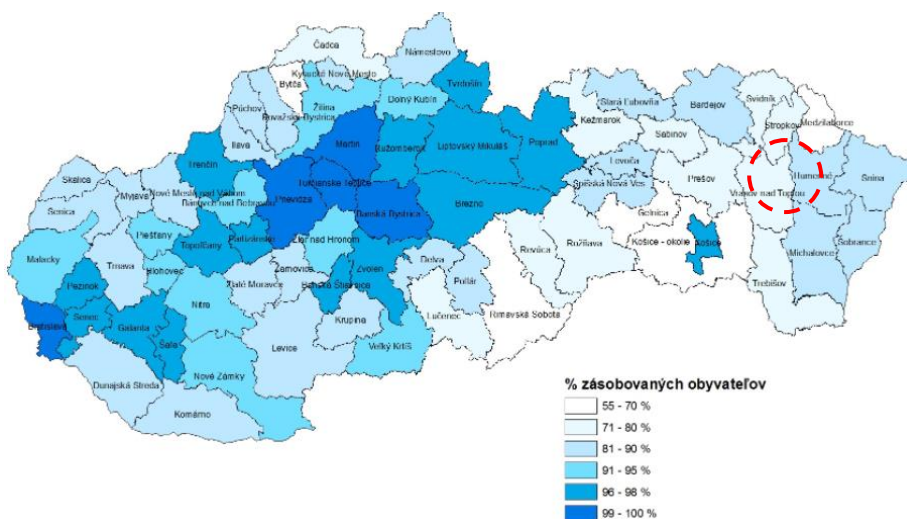 Čadca
Námestovo
Kysucké Nové Mesto
Bytča
Tvrdošín
Žilina
Dolný Kubín
Púchov
Považská Bystrica
Stará Ľubovňa
Bardejov
Svidník
Stropkov
Medzilaborce
Kežmarok
Sabinov
Ilava
Martin
Ružomberok
Liptovský Mikuláš
Poprad
Levoča
Trenčín
Prešov
Humenné
Snina
Skalica
Nové Mesto nad Váhom
Turčianske Teplice
Spišská Nová Ves
Vranov nad Topľou
Myjava
Prievidza
Bánovce nad Bebravou
Banská Bystrica
Brezno
Gelnica
Senica
Piešťany
Topoľčany
Partizánske
Žiar nad Hronom
Revúca
Rožňava
Košice - okolie
Košice
Sobrance
Michalovce
Malacky
Hlohovec
Zvolen
Detva
Trnava
Žarnovica
Zlaté Moravce
Banská Štiavnica
Poltár
Trebišov
Pezinok
Nitra
Krupina
Lučenec
Rimavská Sobota
Bratislava
Senec
Galanta
Šaľa
Levice
Veľký Krtíš
Nové Zámky
Dunajská Streda
Komárno
% zásobovaných obyvateľov
55 - 70 %
71 - 80 %
81 - 90 %
91 - 95 %
96 - 98 %
99 - 100 %